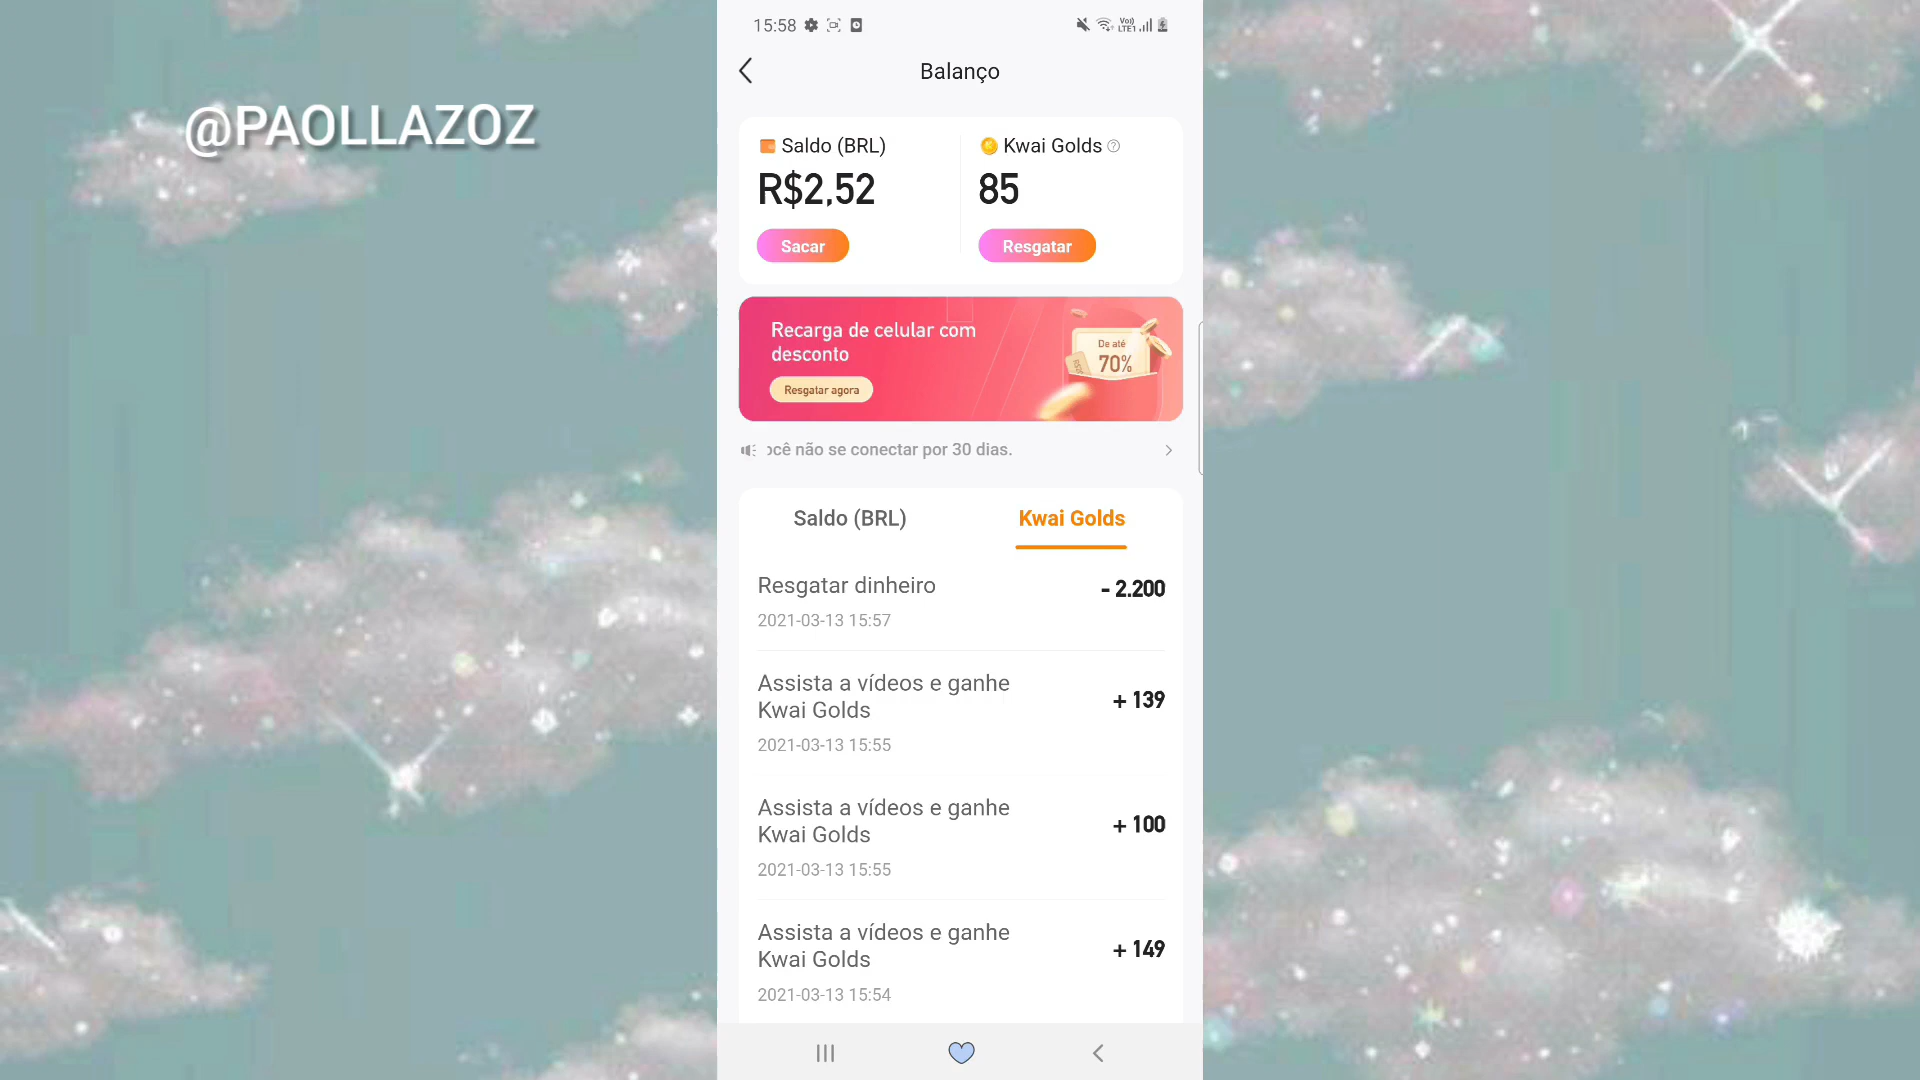 @PAOLLAZOZ
15:58
Balanço
Saldo (BRL)
Kwai Golds
R$2,52
85
Sacar
Resgatar
Recarga de celular com
desconto
De até
70%
Resgatar agora
não se conectar por 30 dias.
Saldo (BRL)
Kwai Golds
Resgatar dinheiro
- 2.200
2021-03-13 15:57
Assista a vídeos e ganhe
Kwai Golds
+ 139
2021-03-13 15:55
Assista a vídeos e ganhe
Kwai Golds
+ 100
2021-03-13 15:55
Assista a vídeos e ganhe
Kwai Golds
+ 149
2021-03-13 15:54